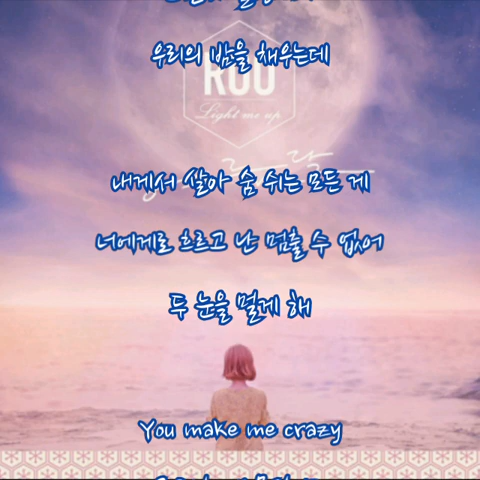 우리의 밤을 채우는데
ROO
Light me up
내게서 살아 숨 쉬는 모든 게
너에게로 흐르고 난 멈출 수 없어
두 눈을 멀게 해
You make me crazy